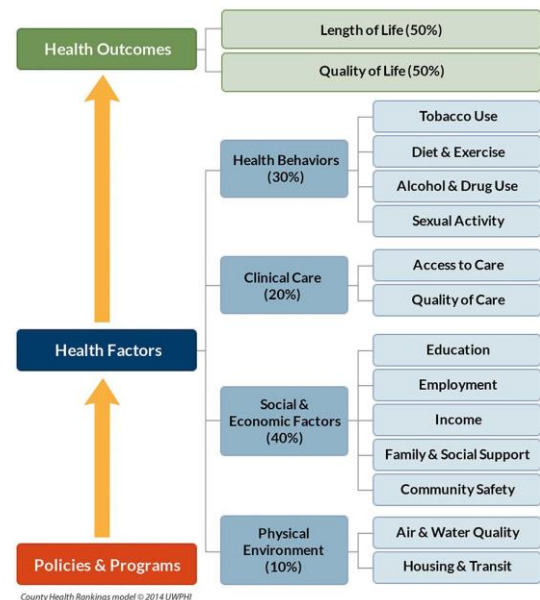 Health Outcomes
Length of Life (50%)
Quality of Life (50%)
Health Behaviors
(30%)
Tobacco Use
Diet & Exercise
Alcohol & Drug Use
Sexual Activity
Clinical Care
(20%)
Access to Care
Quality of Care
Health Factors
Social &
Economic Factors
(40%)
Education
Employment
Income
Family & Social Support
Community Safety
Physical
Environment
(10%)
Air & Water Quality
Housing & Transit
Policies & Programs
County Health Rankings model © 2014 UWPHI